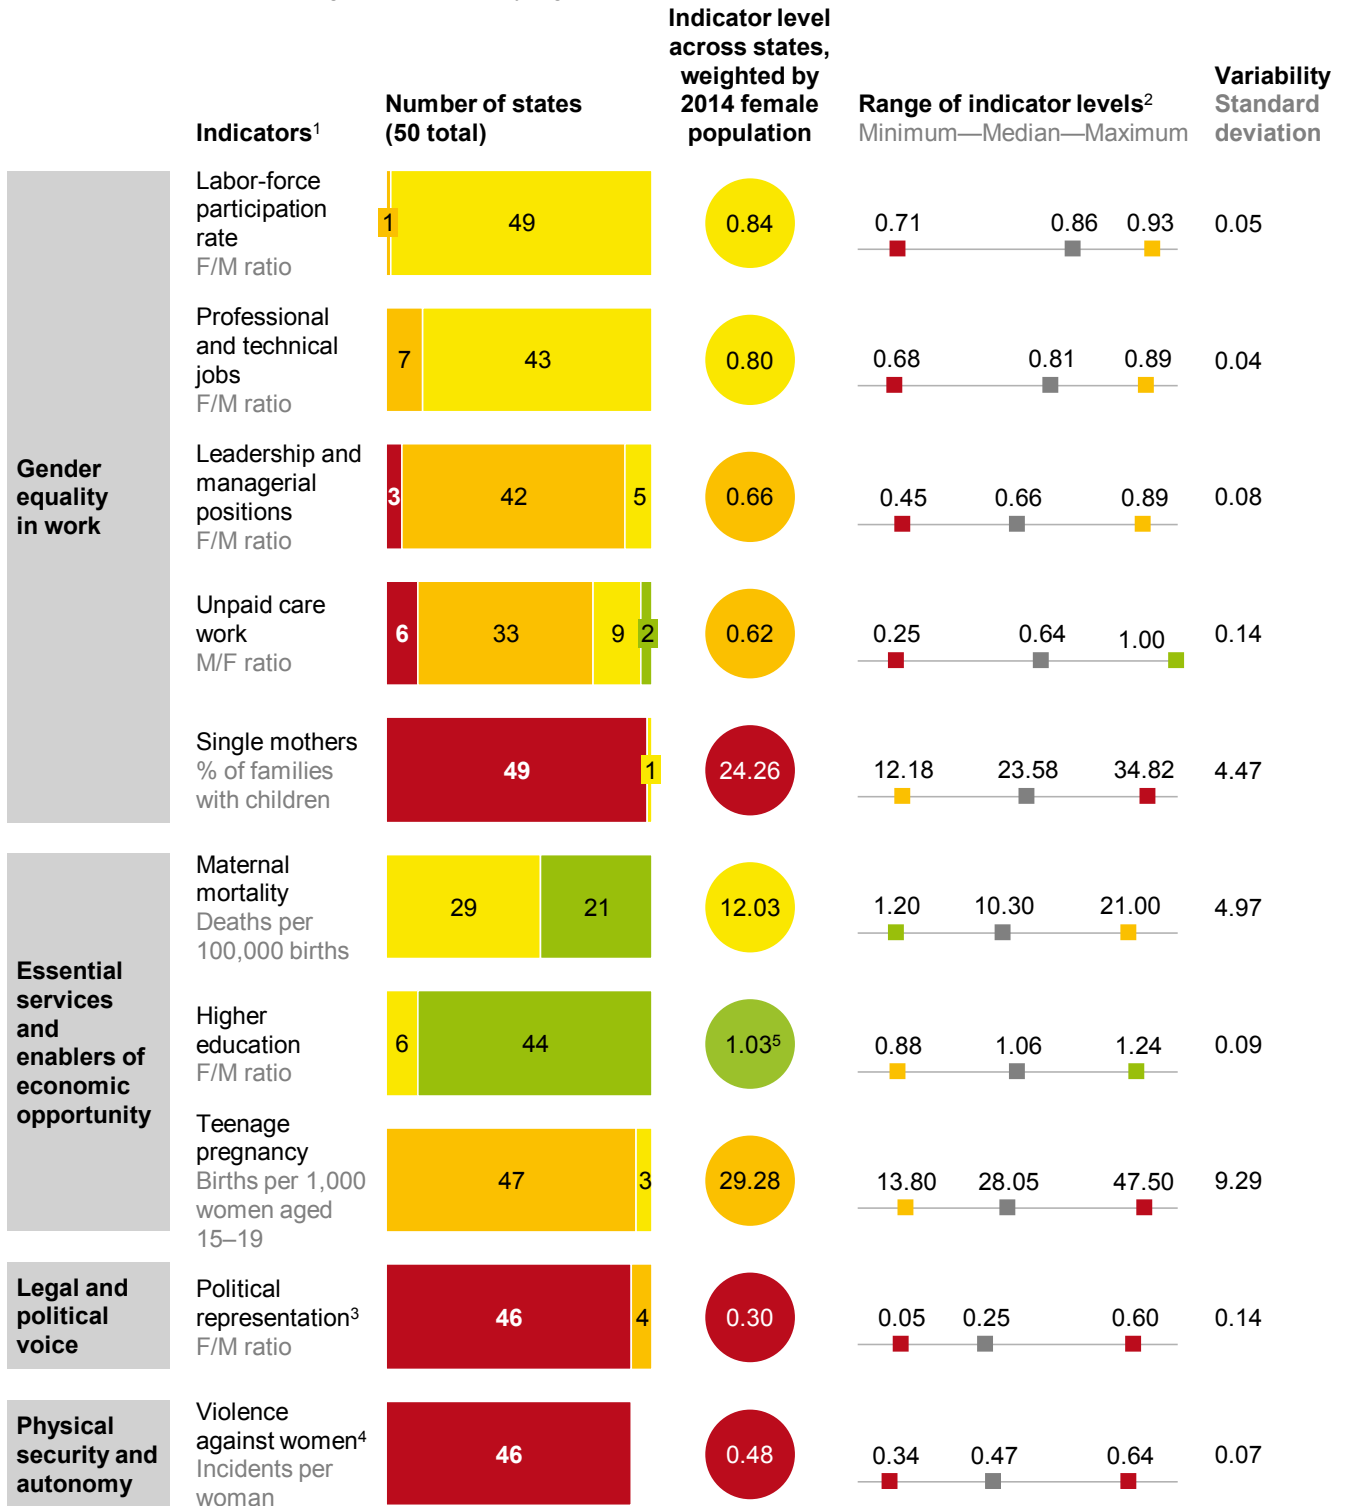 Indicator level
across states,
weighted by
2014 female
population
Indicators1
Number of states
(50 total)
Range of indicator levels2
Minimum—Median—Maximum
Variability
Standard
deviation
Gender
equality
in work
Labor-force
participation
rate
F/M ratio
1 49
0.84
0.71 0.86 0.93
0.05
Professional
and technical
jobs
F/M ratio
7 43
0.80
0.68 0.81 0.89
0.04
Leadership and
managerial
positions
F/M ratio
3 42 5
0.66
0.45 0.66 0.89
0.08
Unpaid care
work
M/F ratio
6 33 9 2
0.62
0.25 0.64 1.00
0.14
Single mothers
% of families
with children
49 1
24.26
12.18 23.58 34.82
4.47
Essential
services
and
enablers of
economic
opportunity
Maternal
mortality
Deaths per
100,000 births
29 21
12.03
1.20 10.30 21.00
4.97
Higher
education
F/M ratio
6 44
1.035
0.88 1.06 1.24
0.09
Teenage
pregnancy
Births per 1,000
women aged
15–19
47 3
29.28
13.80 28.05 47.50
9.29
Legal and
political
voice
Political
representation3
F/M ratio
46 4
0.30
0.05 0.25 0.60
0.14
Physical
security and
autonomy
Violence
against women4
Incidents per
woman
46
0.48
0.34 0.47 0.64
0.07